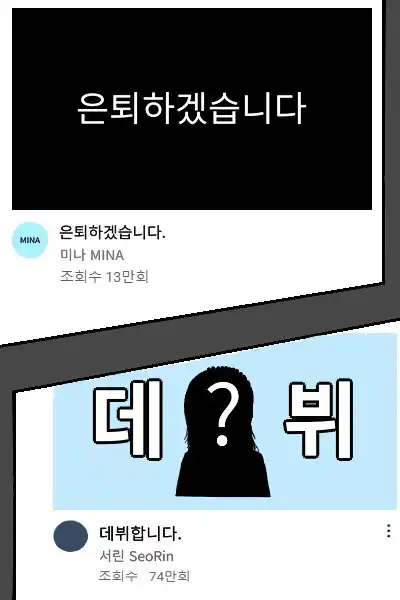 은퇴하겠습니다
MINA
은퇴하겠습니다.
미나 MINA
조회수 13만회
데 ? 뷔
데뷔합니다.
서린 SeoRin
조회수 74만회